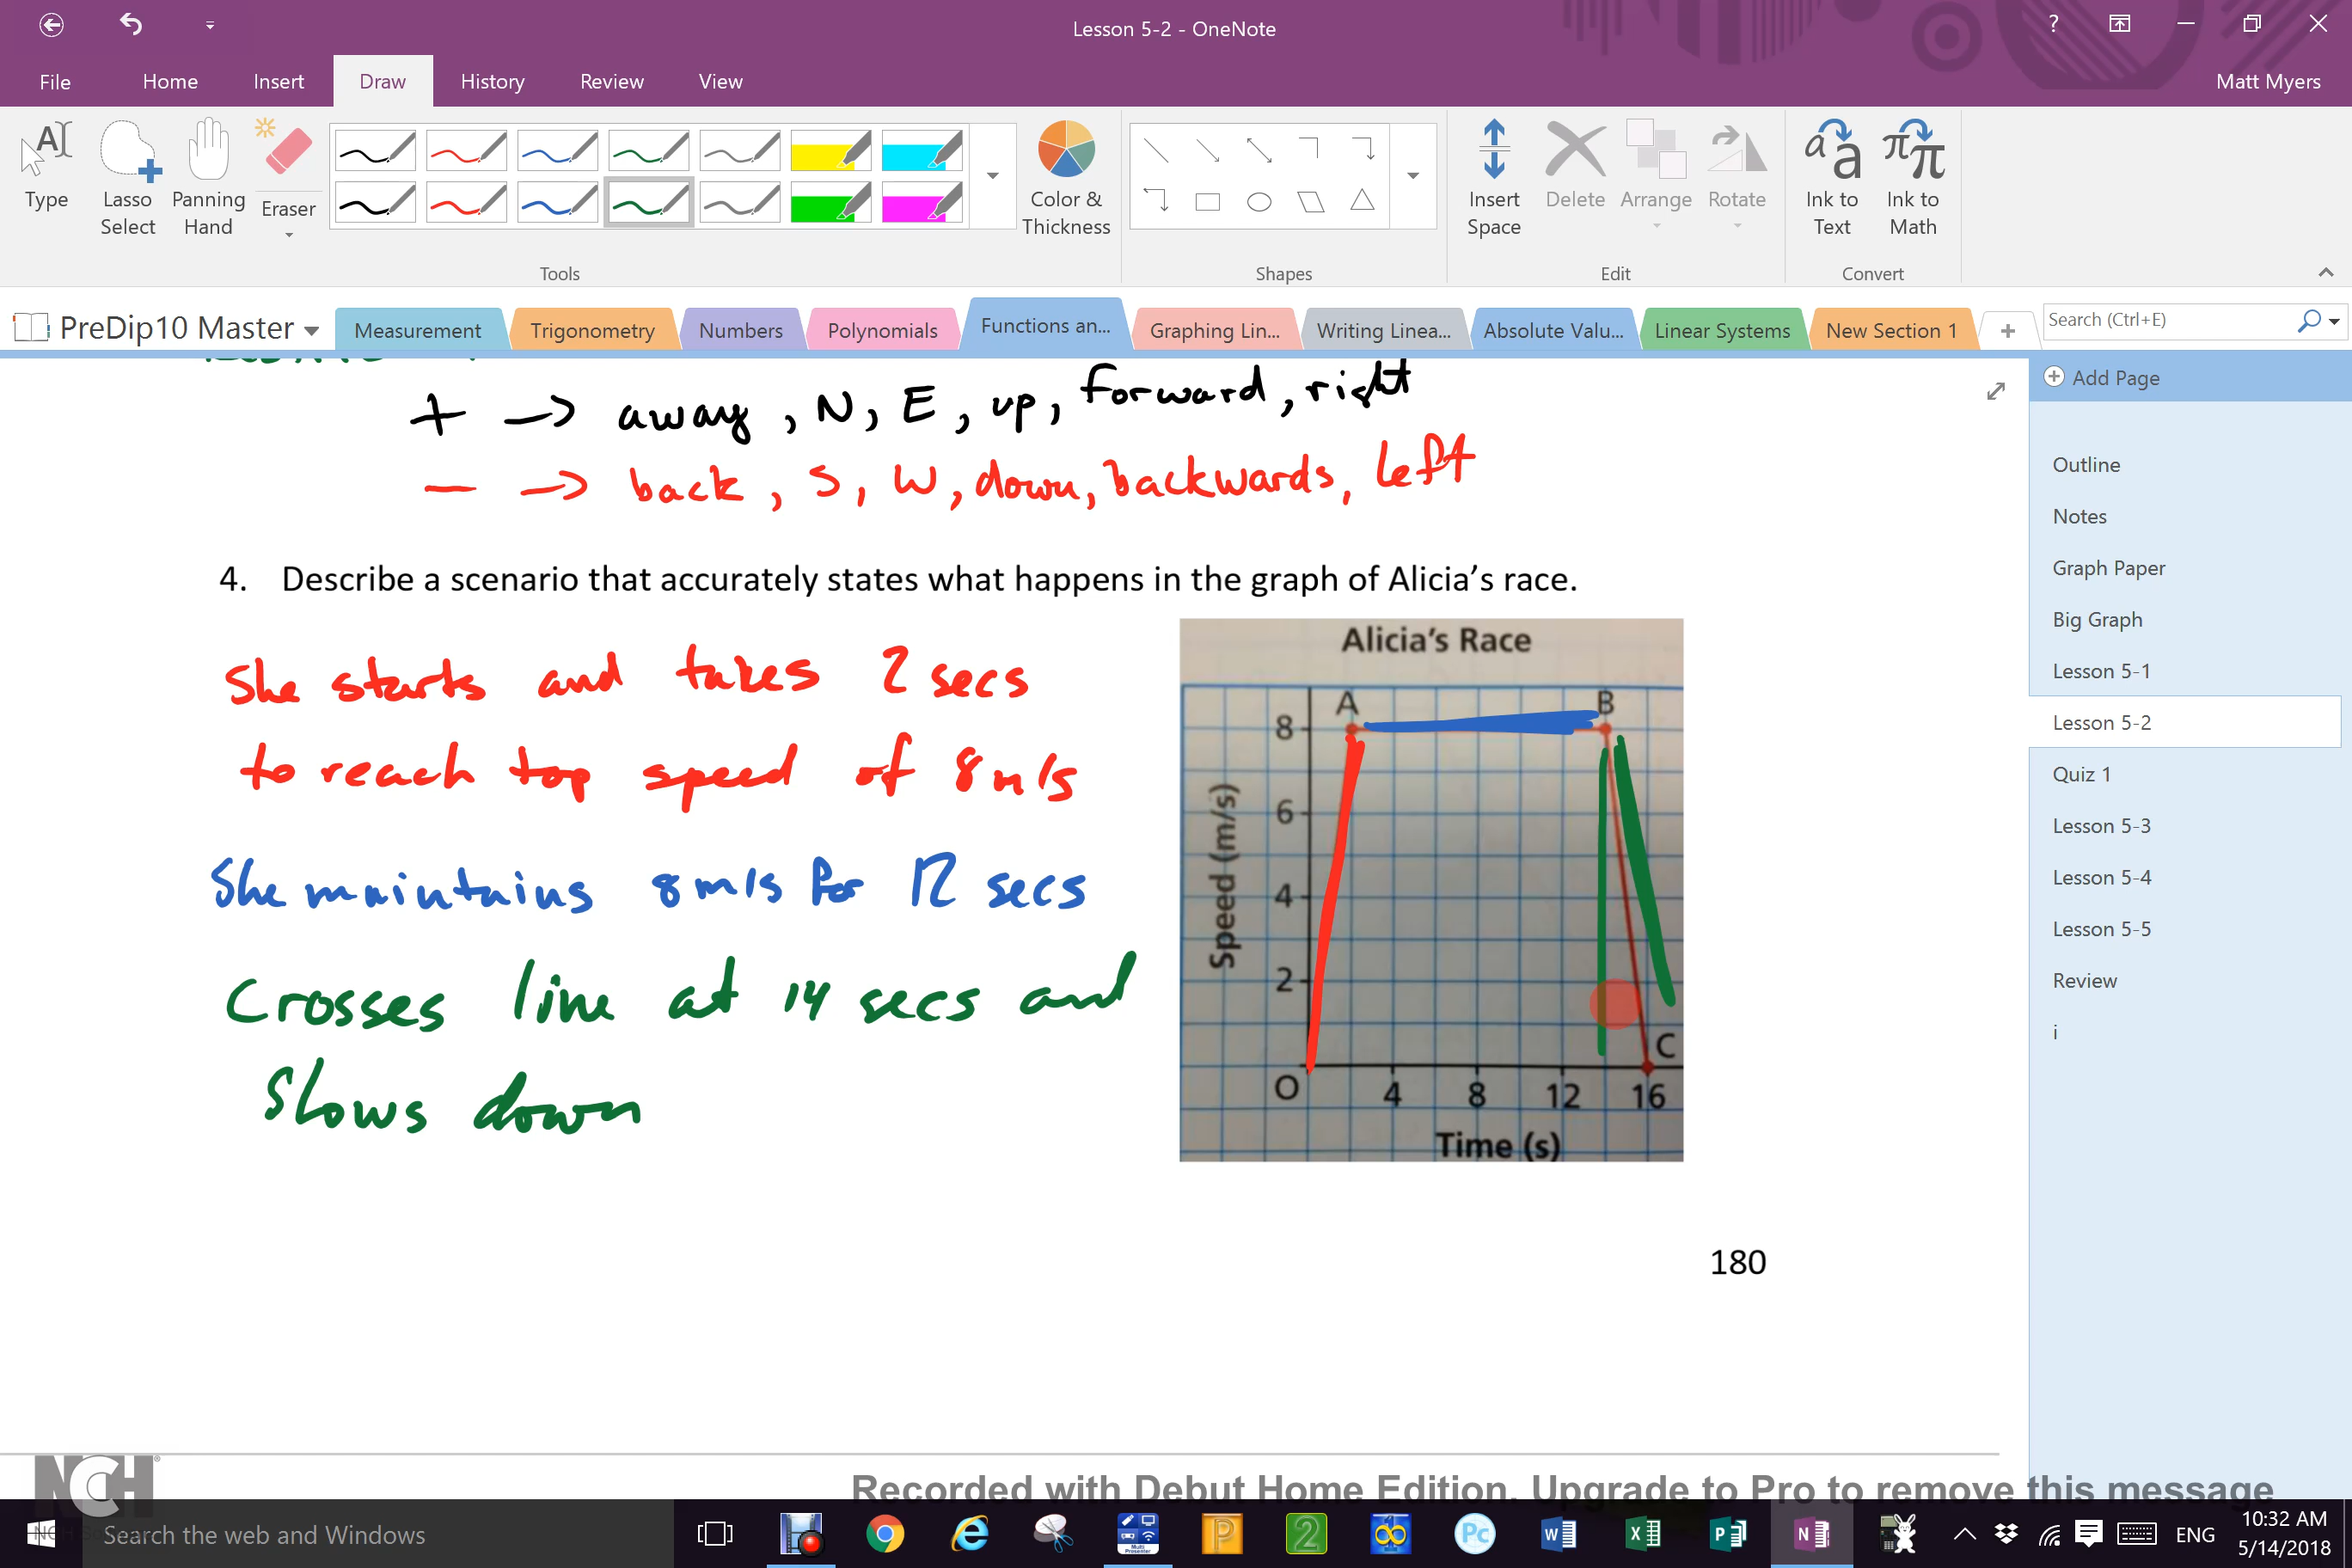 Lesson 5-2 - OneNote
?
File Home Insert Draw History Review View Matt Myers
Type Lasso Select Panning Hand Eraser
Color & Thickness
Insert Space Delete Arrange Rotate
Ink to Text Ink to Math
Tools Shapes Edit Convert
PreDip10 Master Measurement Trigonometry Numbers Polynomials Functions an... Graphing Lin... Writing Linea... Absolute Valu... Linear Systems New Section 1 + Search (Ctrl+E)
+ → away, N, E, up, forward, right
— → back, S, W, down, backwards, left
4. Describe a scenario that accurately states what happens in the graph of Alicia's race.
She starts and takes 2 secs
to reach top speed of 8 m/s
She maintains 8 m/s for 12 secs
Crosses line at 14 secs and
slows down
Alicia's Race
A B
8
6
4
2
C
O 4 8 12 16
Speed (m/s)
Time (s)
180
Add Page
Outline
Notes
Graph Paper
Big Graph
Lesson 5-1
Lesson 5-2
Quiz 1
Lesson 5-3
Lesson 5-4
Lesson 5-5
Review
i
NCH
Recorded with Debut Home Edition. Upgrade to Pro to remove this message
Search the web and Windows
ENG
10:32 AM
5/14/2018